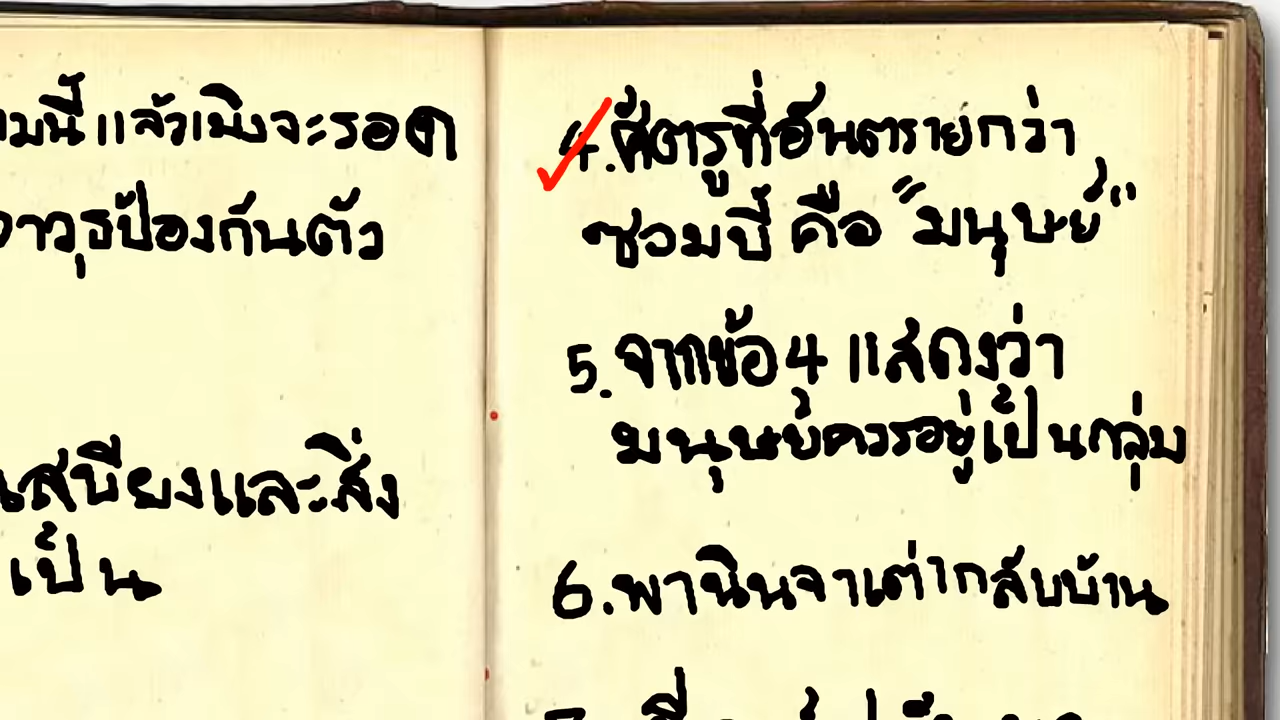 ามนี้ แล้วเมิงจะรอด
อาวุธป้องกันตัว
เสบียงและสิ่ง
เป็น
4. ศัตรูที่อันตรายกว่า
ซอมบี้ คือ "มนุษย์"
5. จากข้อ 4 แสดงว่า
มนุษย์ควรอยู่เป็นกลุ่ม
6. พานินจาเต่ากลับบ้าน